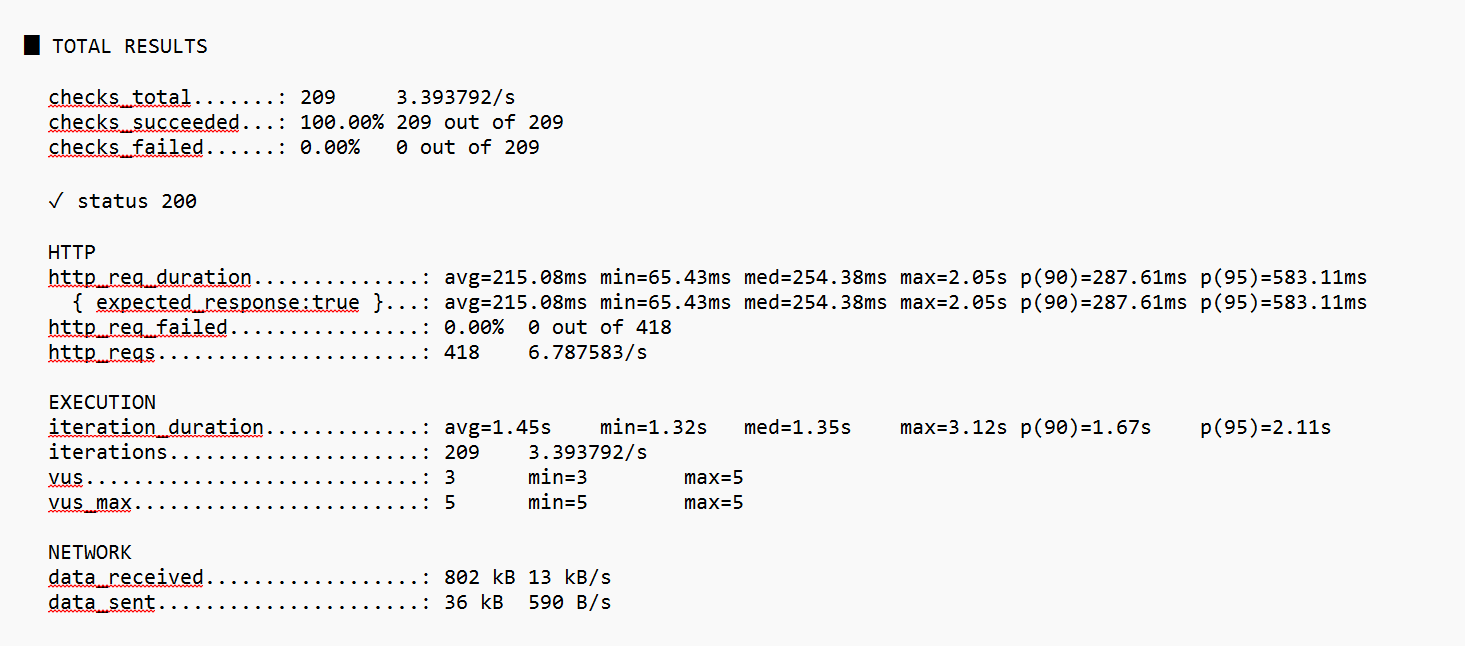 █ TOTAL RESULTS
checks_total.......: 209     3.393792/s
checks_succeeded...: 100.00% 209 out of 209
checks_failed......: 0.00%   0 out of 209
✓ status 200
HTTP
http_req_duration..............: avg=215.08ms min=65.43ms med=254.38ms max=2.05s p(90)=287.61ms p(95)=583.11ms
  { expected_response:true }...: avg=215.08ms min=65.43ms med=254.38ms max=2.05s p(90)=287.61ms p(95)=583.11ms
http_req_failed................: 0.00%  0 out of 418
http_reqs......................: 418    6.787583/s
EXECUTION
iteration_duration.............: avg=1.45s    min=1.32s   med=1.35s    max=3.12s p(90)=1.67s    p(95)=2.11s
iterations.....................: 209    3.393792/s
vus............................: 3      min=3        max=5
vus_max........................: 5      min=5        max=5
NETWORK
data_received..................: 802 kB 13 kB/s
data_sent......................: 36 kB  590 B/s